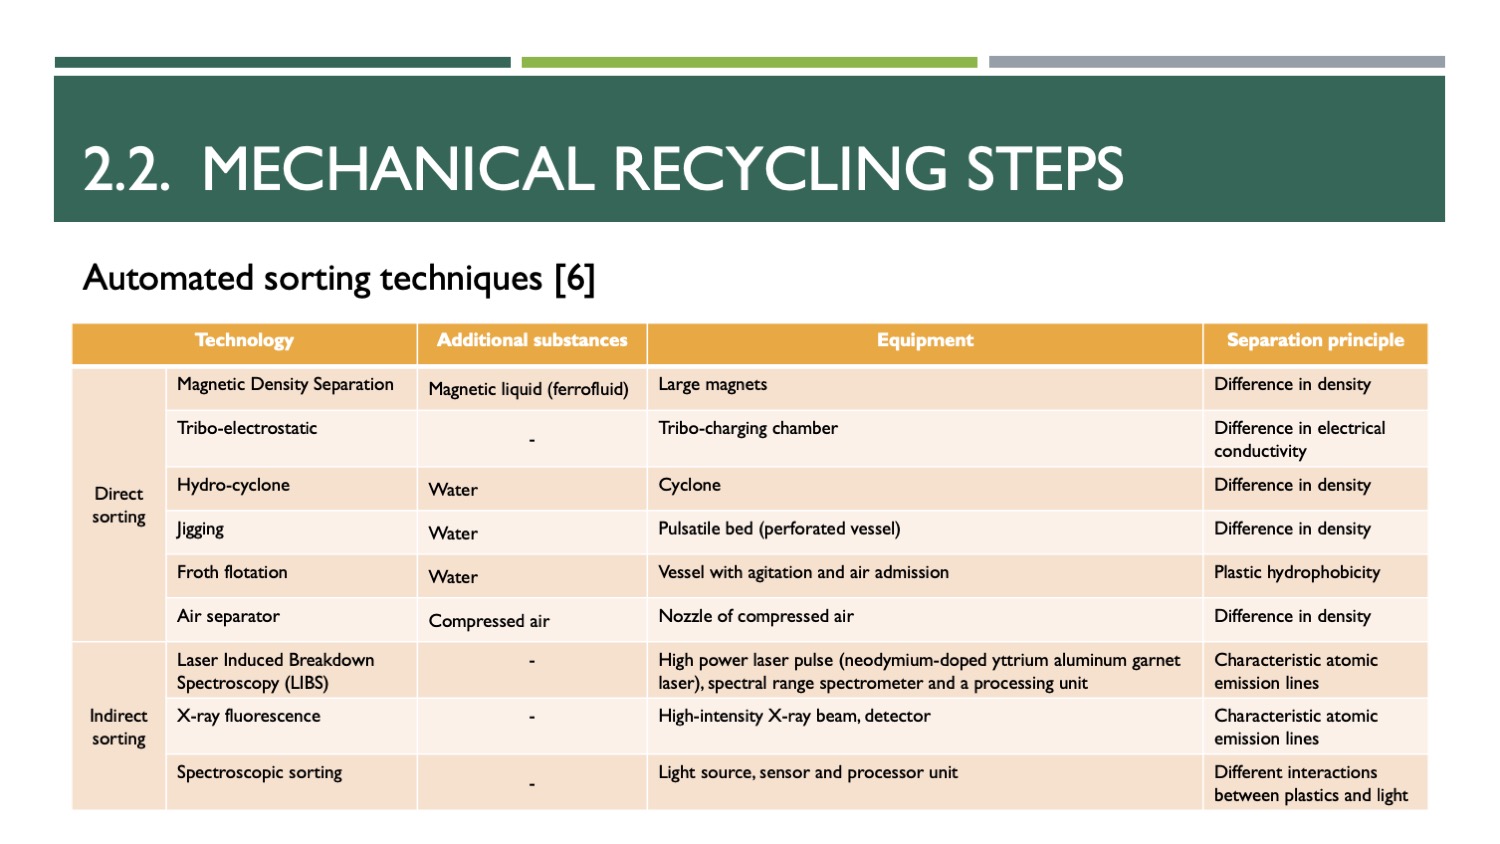 2.2. MECHANICAL RECYCLING STEPS
Automated sorting techniques [6]
Technology
Additional substances
Equipment
Separation principle
Direct
sorting
Magnetic Density Separation
Magnetic liquid (ferrofluid)
Large magnets
Difference in density
Tribo-electrostatic
-
Tribo-charging chamber
Difference in electrical
conductivity
Hydro-cyclone
Water
Cyclone
Difference in density
Jigging
Water
Pulsatile bed (perforated vessel)
Difference in density
Froth flotation
Water
Vessel with agitation and air admission
Plastic hydrophobicity
Air separator
Compressed air
Nozzle of compressed air
Difference in density
Indirect
sorting
Laser Induced Breakdown
Spectroscopy (LIBS)
-
High power laser pulse (neodymium-doped yttrium aluminum garnet
laser), spectral range spectrometer and a processing unit
Characteristic atomic
emission lines
X-ray fluorescence
-
High-intensity X-ray beam, detector
Characteristic atomic
emission lines
Spectroscopic sorting
-
Light source, sensor and processor unit
Different interactions
between plastics and light